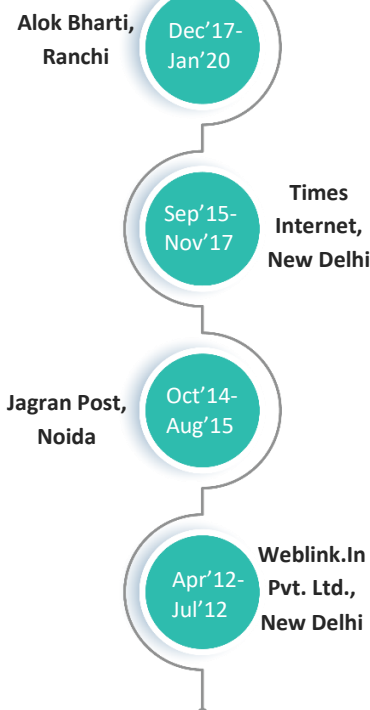 Alok Bharti,
Ranchi
Dec’17-
Jan’20
Sep’15-
Nov’17
Times
Internet,
New Delhi
Jagran Post,
Noida
Oct’14-
Aug’15
Apr’12-
Jul’12
Weblink.In
Pvt. Ltd.,
New Delhi